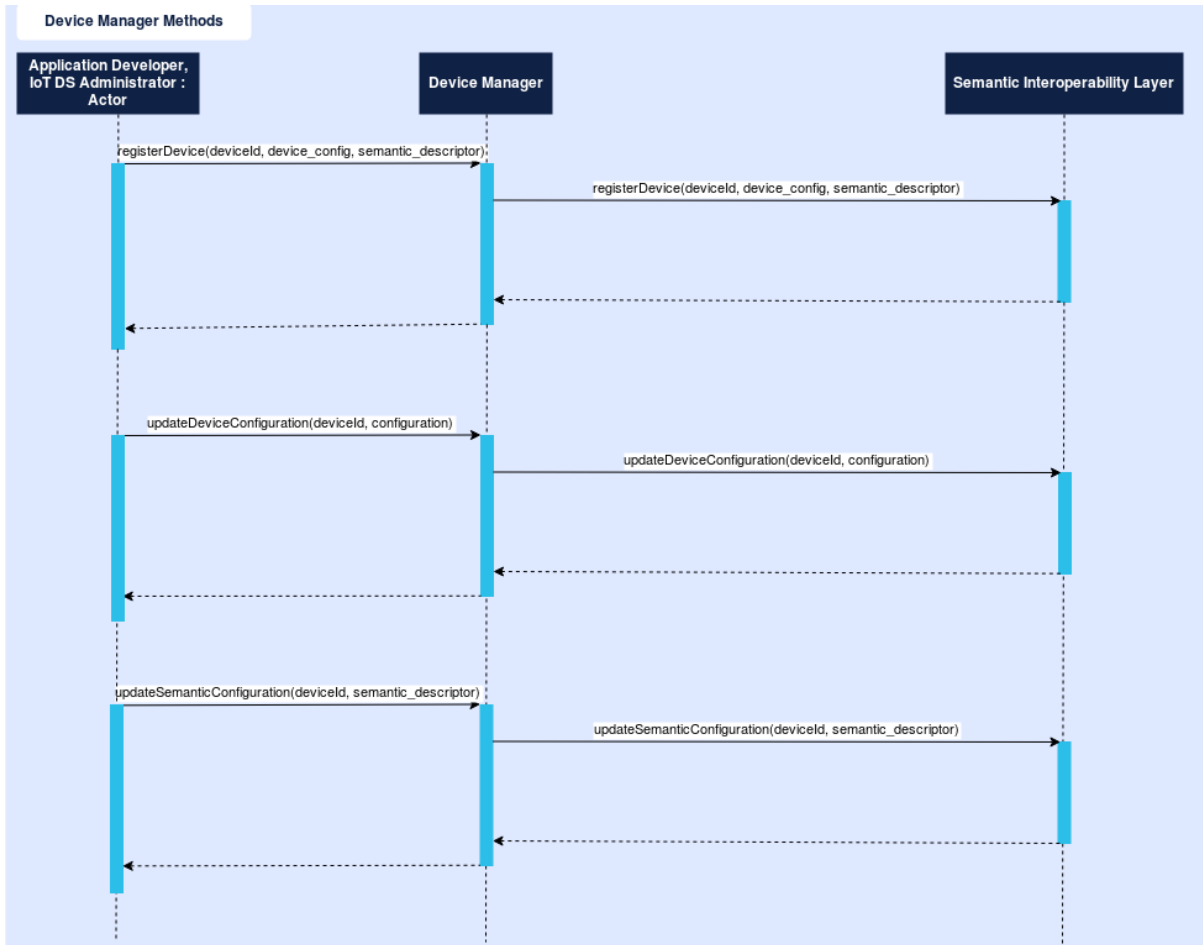 Device Manager Methods
Application Developer,
IoT DS Administrator :
Actor
Device Manager
Semantic Interoperability Layer
registerDevice(deviceId, device_config, semantic_descriptor)
registerDevice(deviceId, device_config, semantic_descriptor)
updateDeviceConfiguration(deviceId, configuration)
updateDeviceConfiguration(deviceId, configuration)
updateSemanticConfiguration(deviceId, semantic_descriptor)
updateSemanticConfiguration(deviceId, semantic_descriptor)